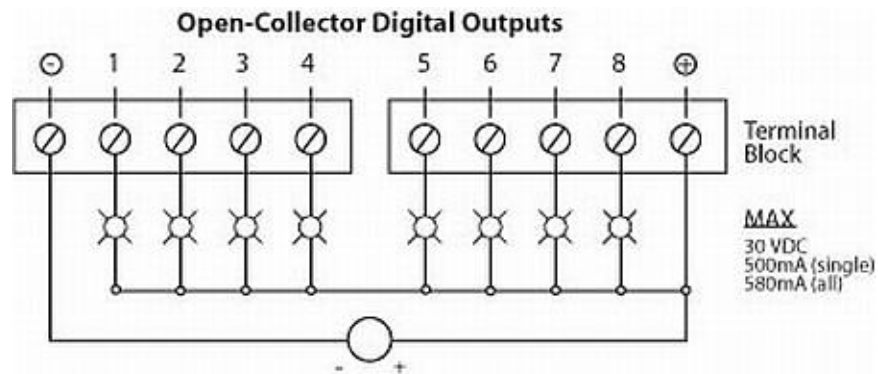 Open-Collector Digital Outputs
⊖ 1 2 3 4 5 6 7 8 ⊕
Terminal
Block
MAX
30 VDC
500mA (single)
580mA (all)
- +